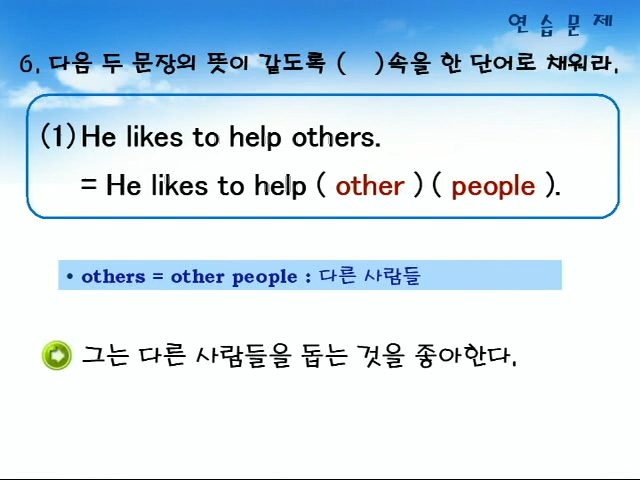 연습문제
6. 다음 두 문장의 뜻이 같도록 (   )속을 한 단어로 채워라.
(1) He likes to help others.
= He likes to help ( other ) ( people ).
• others = other people : 다른 사람들
그는 다른 사람들을 돕는 것을 좋아한다.